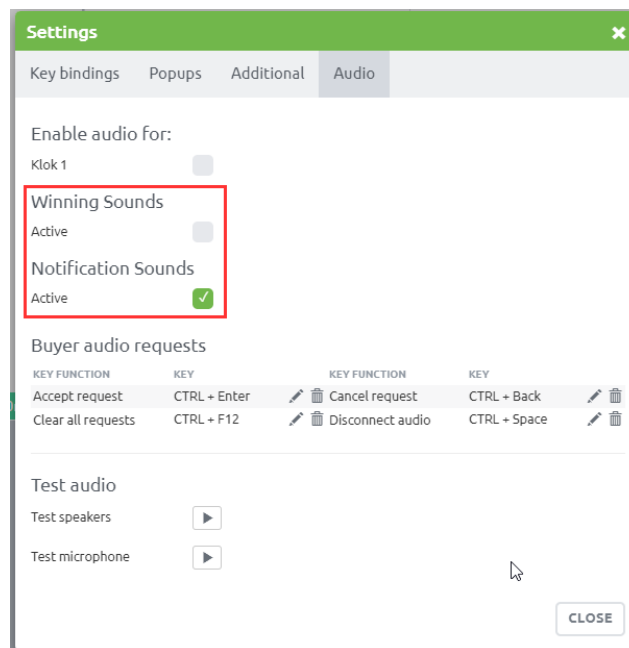 Settings
Key bindings Popups Additional Audio
Enable audio for:
Klok 1
Winning Sounds
Active
Notification Sounds
Active
Buyer audio requests
KEY FUNCTION KEY KEY FUNCTION KEY
Accept request CTRL + Enter Cancel request CTRL + Back
Clear all requests CTRL + F12 Disconnect audio CTRL + Space
Test audio
Test speakers
Test microphone
CLOSE